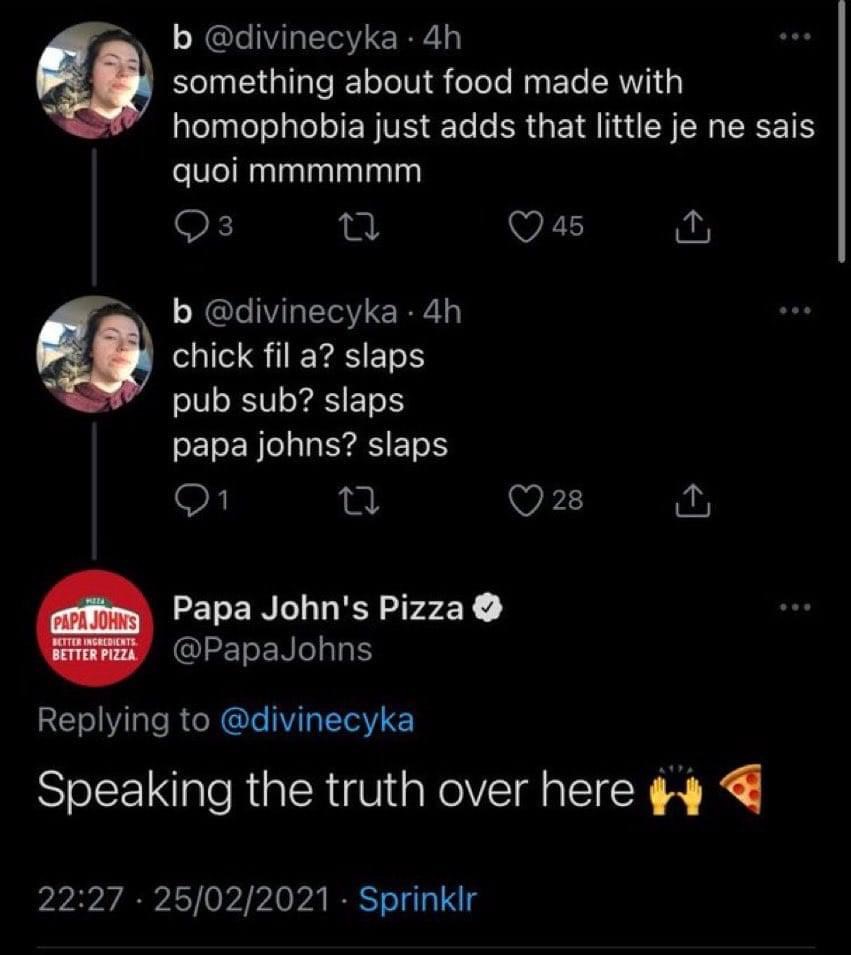 b @divinecyka · 4h
something about food made with
homophobia just adds that little je ne sais
quoi mmmmmm
3 45
b @divinecyka · 4h
chick fil a? slaps
pub sub? slaps
papa johns? slaps
1 28
PIZZA
PAPA JOHNS
BETTER INGREDIENTS.
BETTER PIZZA.
Papa John's Pizza
@PapaJohns
Replying to @divinecyka
Speaking the truth over here 🙌 🍕
22:27 · 25/02/2021 · Sprinklr